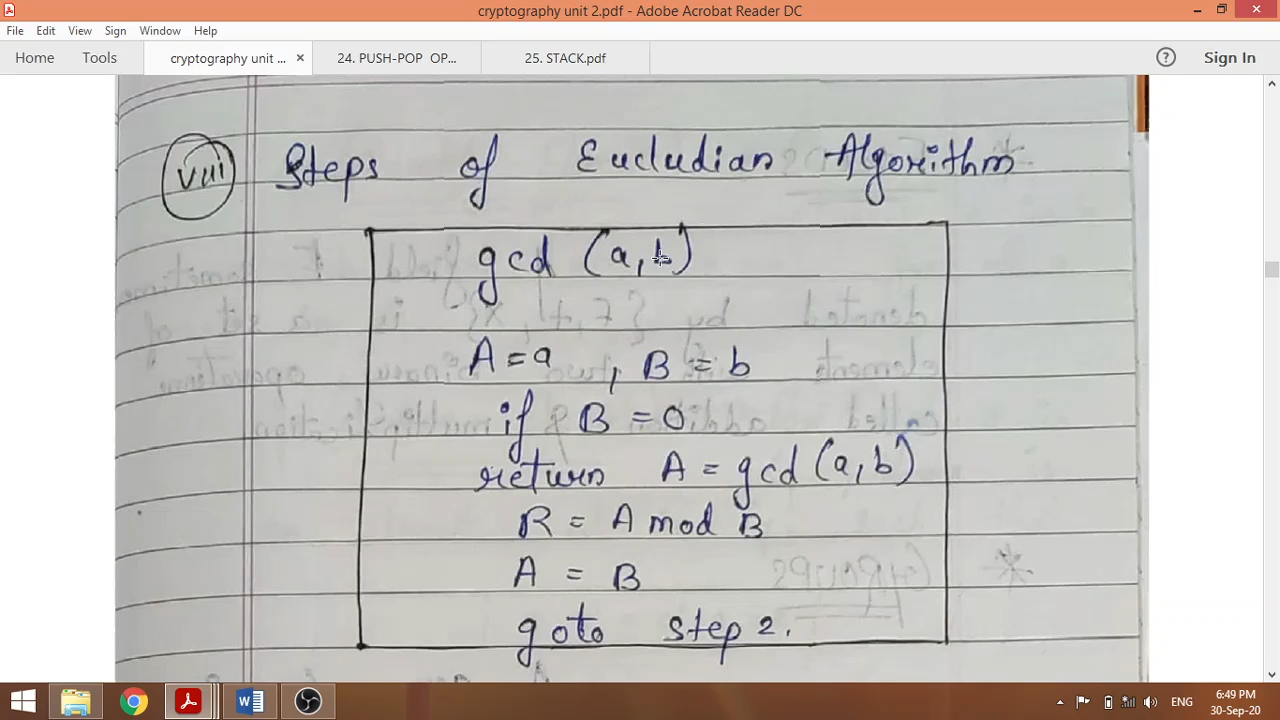 cryptography unit 2.pdf - Adobe Acrobat Reader DC
File Edit View Sign Window Help
Home Tools cryptography unit ... × 24. PUSH-POP OP... 25. STACK.pdf ? Sign In
viii Steps of Eucludian Algorithm
gcd (a,b)
A = a , B = b
if B = 0
return A = gcd (a,b)
R = A mod B
A = B
goto step 2.
ENG
6:49 PM
30-Sep-20